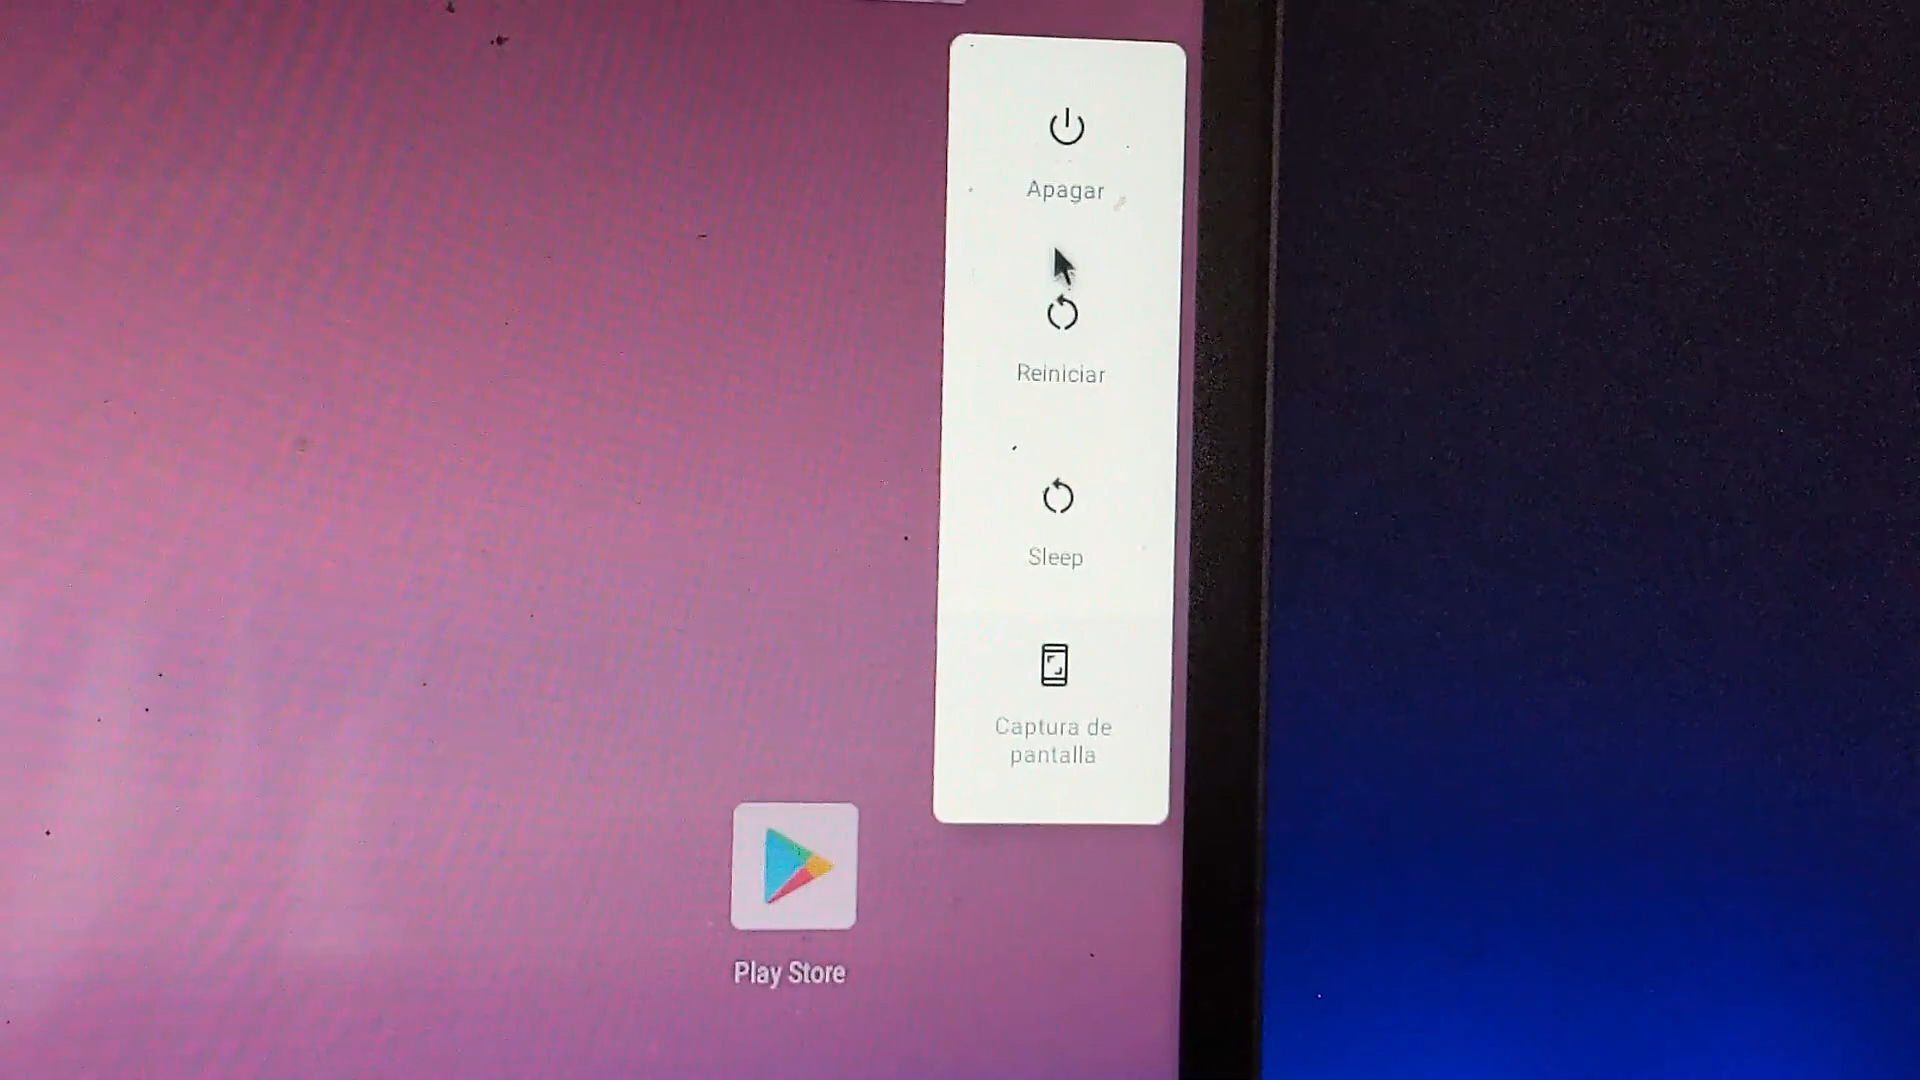 Apagar
Reiniciar
Sleep
Captura de
pantalla
Play Store